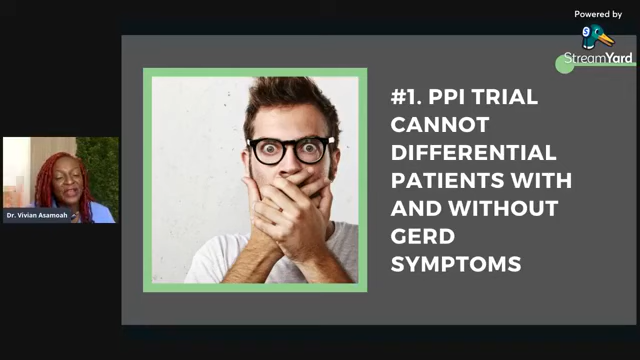 Powered by
StreamYard
#1. PPI TRIAL
CANNOT
DIFFERENTIAL
PATIENTS WITH
AND WITHOUT
GERD
SYMPTOMS
Dr. Vivian Asamoah